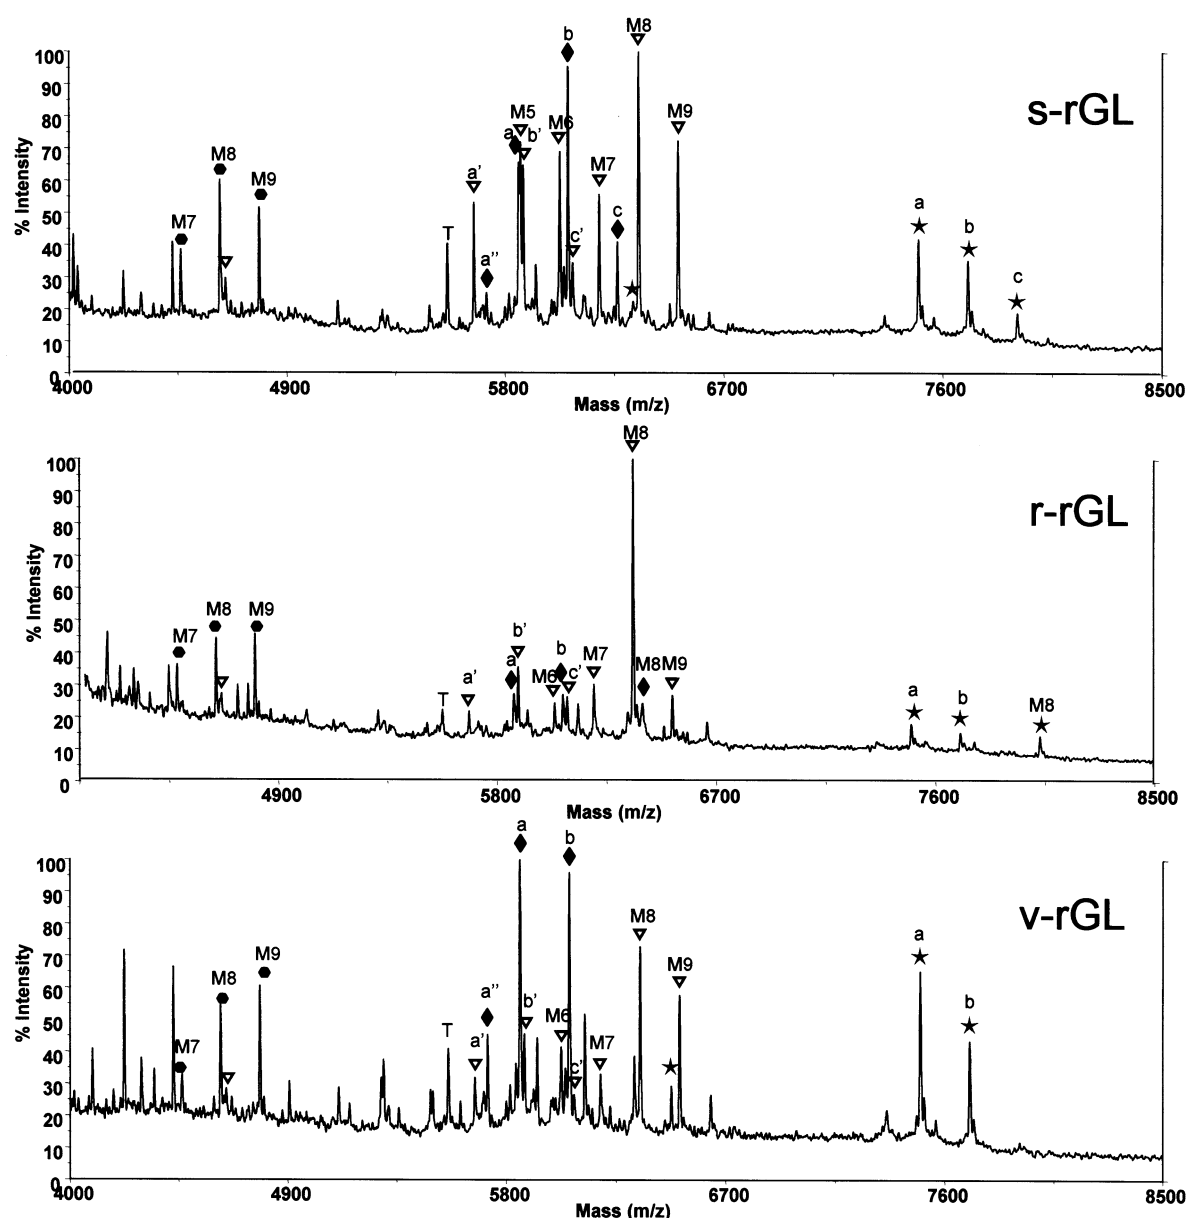 s-rGL
% Intensity
100
90
80
70
60
50
40
30
20
10
0
M7
M8
M9
T
a'
a''
a
M5
b'
M6
b
c'
M7
c
M8
M9
a
b
c
4000
4900
5800
6700
7600
8500
Mass (m/z)
r-rGL
% Intensity
100
90
80
70
60
50
40
30
20
10
0
M7
M8
M9
T
a'
a
b'
M6
b
c'
M7
M8
M8
M9
a
b
M8
4900
5800
6700
7600
8500
Mass (m/z)
v-rGL
% Intensity
100
90
80
70
60
50
40
30
20
10
0
M7
M8
M9
T
a'
a''
a
b'
M6
b
c'
M7
M8
M9
a
b
4000
4900
5800
6700
7600
8500
Mass (m/z)